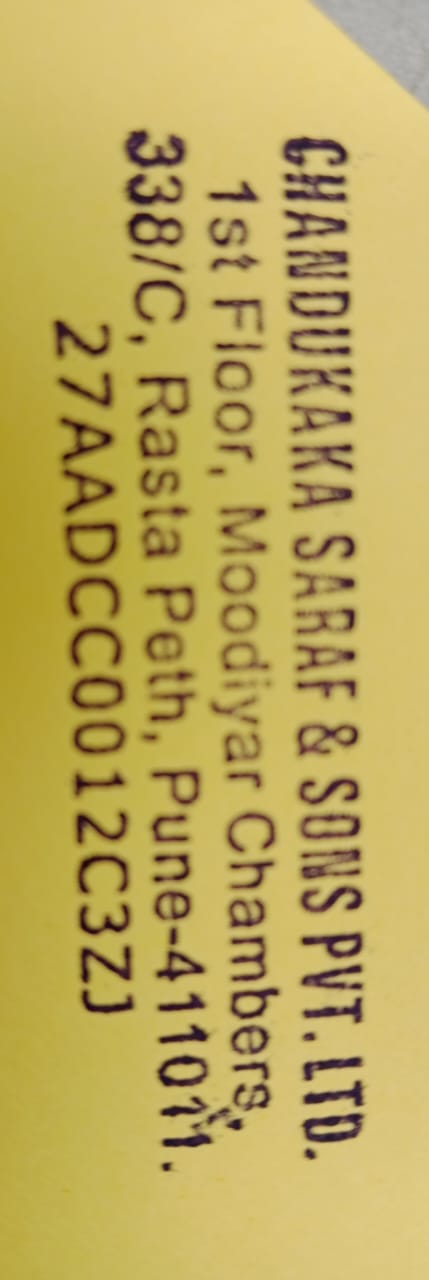 CHANDUKAKA SARAF & SONS PVT. LTD.
1st Floor, Moodiyar Chambers,
338/C, Rasta Peth, Pune-411011.
27AADCC0012C3ZJ